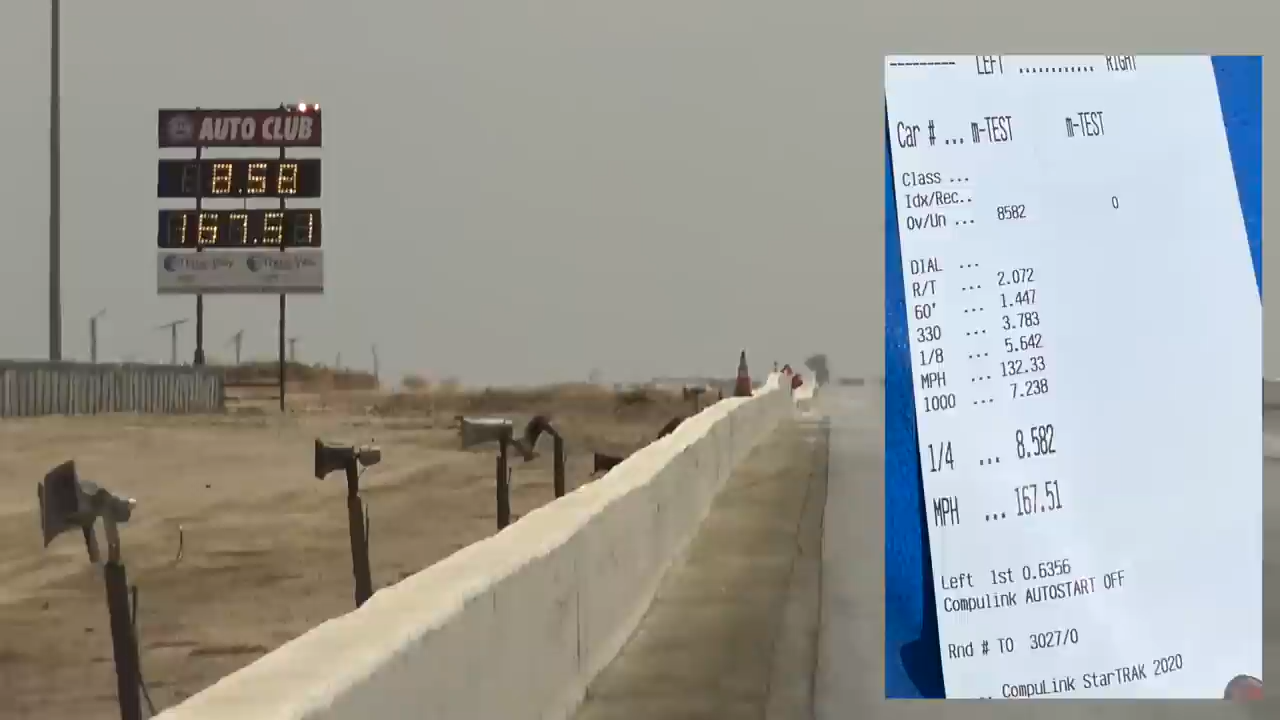 AUTO CLUB
8.58
167.51
LEFT ............ RIGHT
Car # ... m-TEST m-TEST
Class ...
Idx/Rec..
Ov/Un ... 8582 0
DIAL ...
R/T ... 2.072
60' ... 1.447
330 ... 3.783
1/8 ... 5.642
MPH ... 132.33
1000 ... 7.238
1/4 ... 8.582
MPH ... 167.51
Left 1st 0.6356
Compulink AUTOSTART OFF
Rnd # TO 3027/0
CompuLink StarTRAK 2020